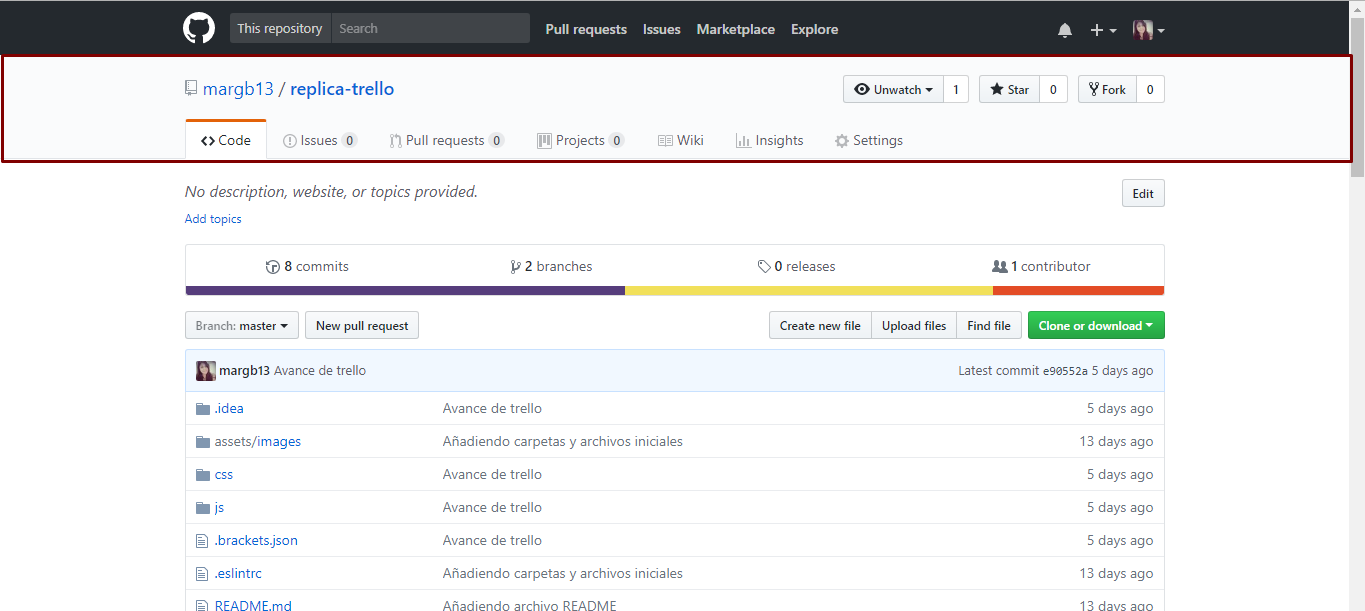 This repository Search Pull requests Issues Marketplace Explore
margb13 / replica-trello Unwatch 1 Star 0 Fork 0
Code Issues 0 Pull requests 0 Projects 0 Wiki Insights Settings
No description, website, or topics provided. Edit
Add topics
8 commits 2 branches 0 releases 1 contributor
Branch: master New pull request Create new file Upload files Find file Clone or download
margb13 Avance de trello Latest commit e90552a 5 days ago
.idea Avance de trello 5 days ago
assets/images Añadiendo carpetas y archivos iniciales 13 days ago
css Avance de trello 5 days ago
js Avance de trello 5 days ago
.brackets.json Avance de trello 5 days ago
.eslintrc Añadiendo carpetas y archivos iniciales 13 days ago
README.md Añadiendo archivo README 13 days ago